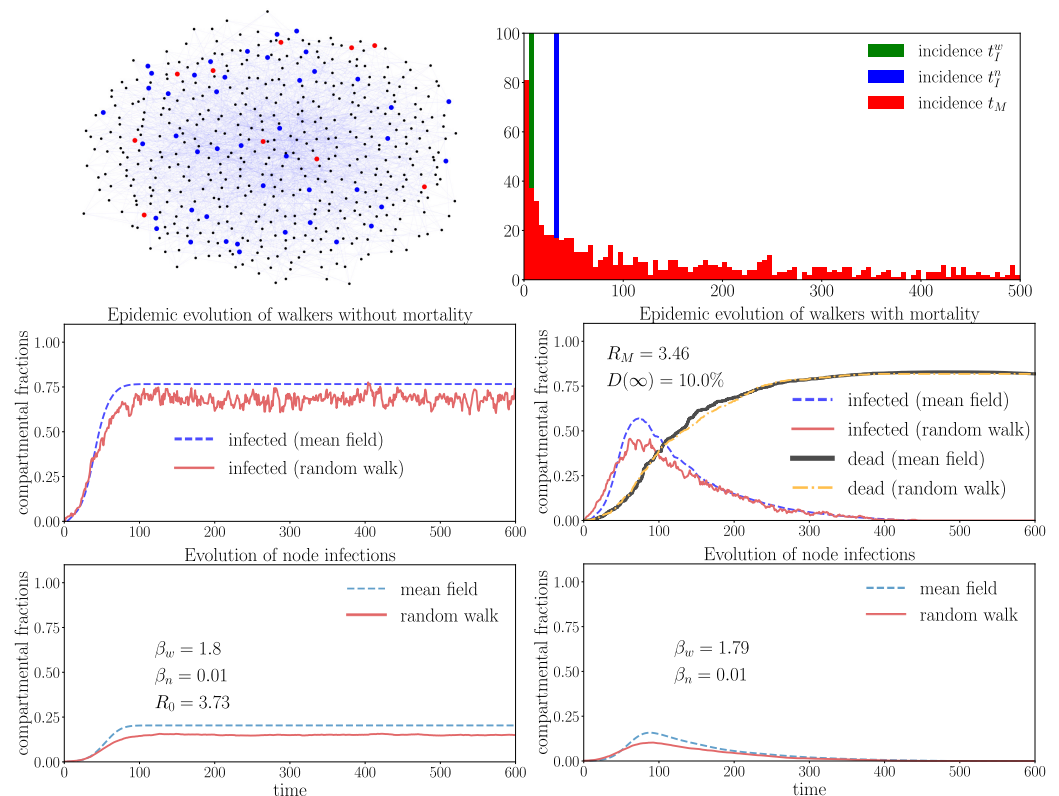 100
80
60
40
20
0
incidence $t_I^w$
incidence $t_I^n$
incidence $t_M$
0 100 200 300 400 500
Epidemic evolution of walkers without mortality
compartmental fractions
1.00
0.75
0.50
0.25
0.00
infected (mean field)
infected (random walk)
0 100 200 300 400 500 600
Epidemic evolution of walkers with mortality
compartmental fractions
1.00
0.75
0.50
0.25
0.00
$R_M = 3.46$
$D(\infty) = 10.0\%$
infected (mean field)
infected (random walk)
dead (mean field)
dead (random walk)
0 100 200 300 400 500 600
Evolution of node infections
compartmental fractions
1.00
0.75
0.50
0.25
0.00
mean field
random walk
$\beta_w = 1.8$
$\beta_n = 0.01$
$R_0 = 3.73$
0 100 200 300 400 500 600
time
Evolution of node infections
compartmental fractions
1.00
0.75
0.50
0.25
0.00
mean field
random walk
$\beta_w = 1.79$
$\beta_n = 0.01$
0 100 200 300 400 500 600
time